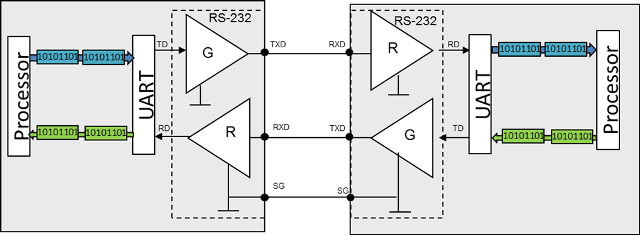 RS-232
RS-232
Processor
10101101 10101101
UART
TD
G
TXD
RXD
R
RD
UART
10101101 10101101
Processor
10101101 10101101
RD
R
RXD
TXD
G
TD
10101101 10101101
SG
SG